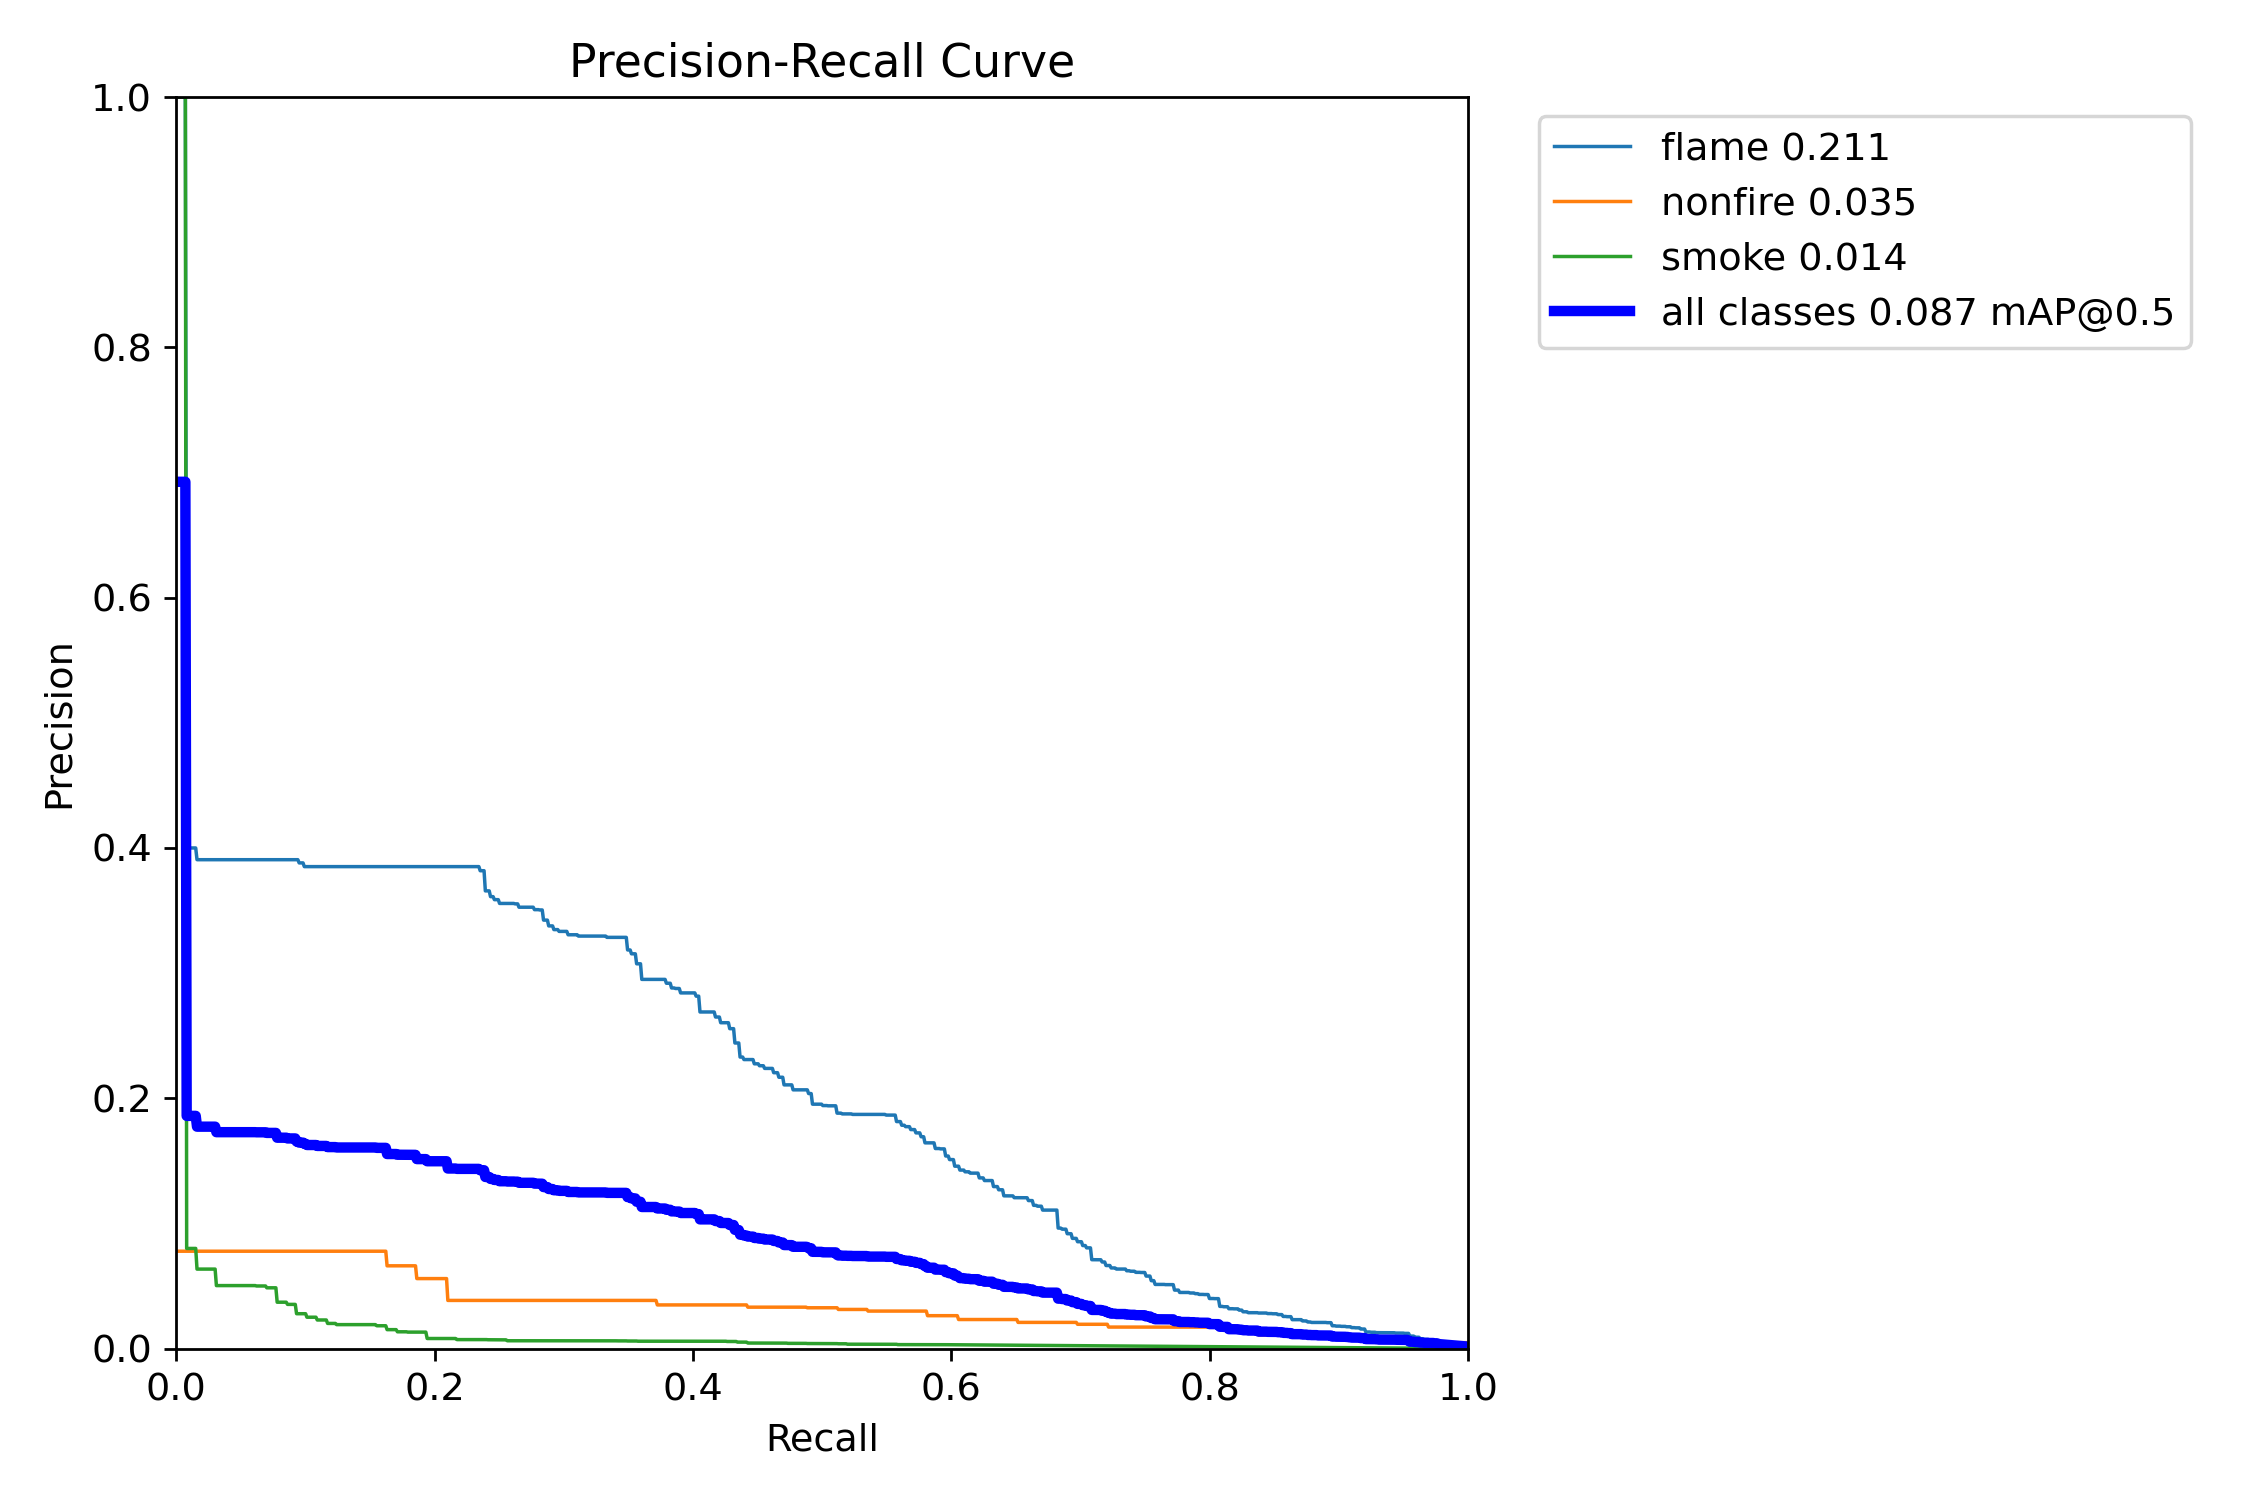 Precision-Recall Curve
1.0
0.8
0.6
0.4
0.2
0.0
Precision
0.0 0.2 0.4 0.6 0.8 1.0
Recall
flame 0.211
nonfire 0.035
smoke 0.014
all classes 0.087 mAP@0.5